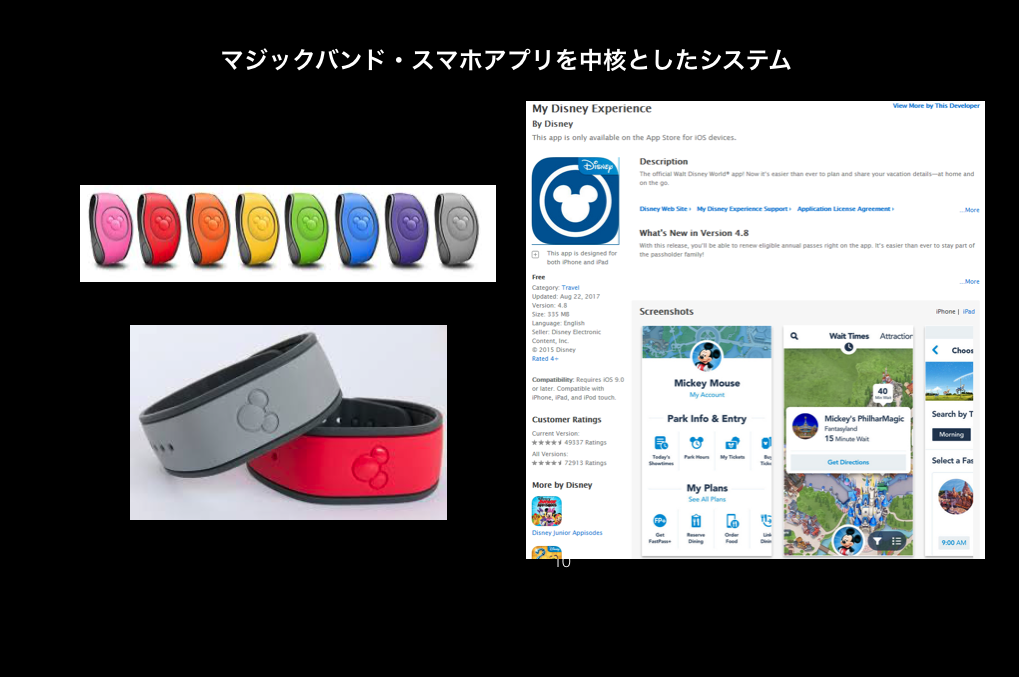 マジックバンド・スマホアプリを中核としたシステム
My Disney Experience
View More by This Developer
By Disney
This app is only available on the App Store for iOS devices.
Disney
Description
The official Walt Disney World® app! Now it's easier than ever to plan and share your vacation details—at home and
on the go.
Disney Web Site › My Disney Experience Support › Application License Agreement ›
...More
What's New in Version 4.8
With this release, you'll be able to renew eligible annual passes right on the app. It's easier than ever to stay part of
the passholder family!
...More
This app is designed for
both iPhone and iPad
Free
Category: Travel
Updated: Aug 22, 2017
Version: 4.8
Size: 335 MB
Language: English
Seller: Disney Electronic
Content, Inc.
© 2015 Disney
Rated 4+
Compatibility: Requires iOS 9.0
or later. Compatible with
iPhone, iPad, and iPod touch.
Customer Ratings
Current Version:
★★★★ 49337 Ratings
All Versions:
★★★★ 72913 Ratings
More by Disney
Disney Junior Appisodes
Screenshots
iPhone | iPad
Mickey Mouse
My Account
Park Info & Entry
Today's
Showtimes
Park Hours
My Tickets
My Plans
See All Plans
FP+
Get
FastPass+
Reserve
Dining
Order
Food
Wait Times
Attraction
40
Min Wait
Mickey's PhilharMagic
Fantasyland
15 Minute Wait
Get Directions
Choos
Search by T
Morning
Select a Fas
9:00 AM
10